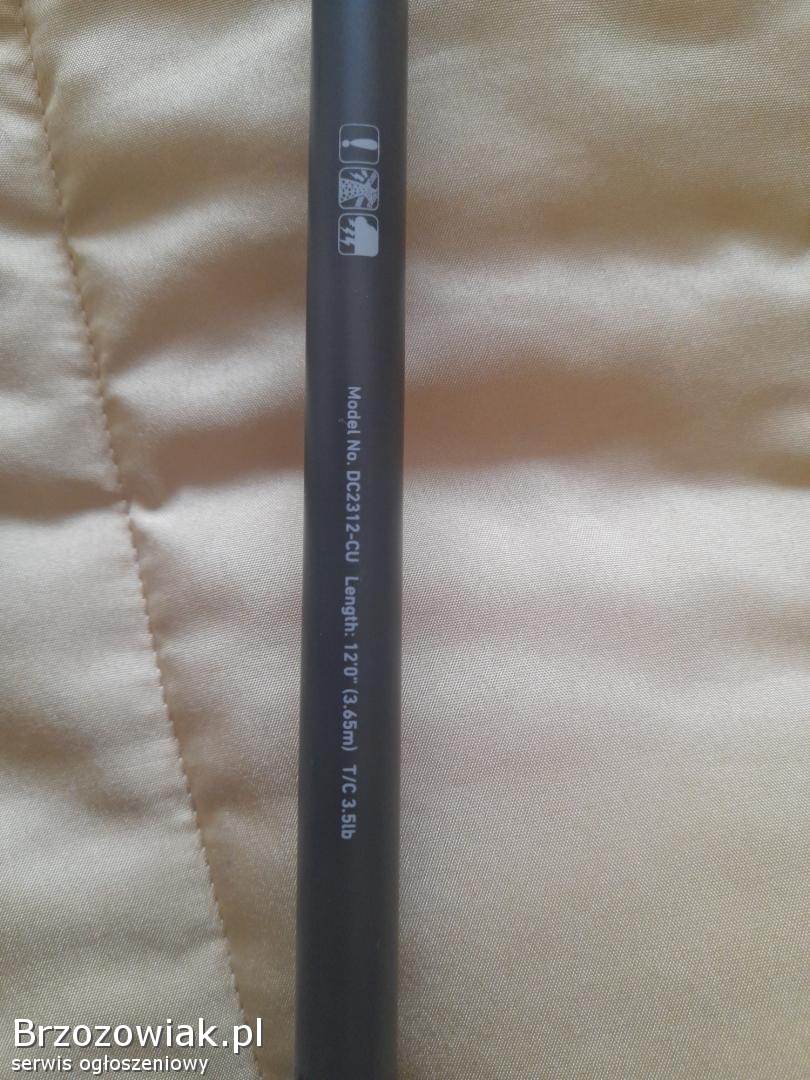 Model No. DC2312-CU Length: 12'0" (3.65m) T/C 3.5lb
Brzozowiak.pl
serwis ogłoszeniowy